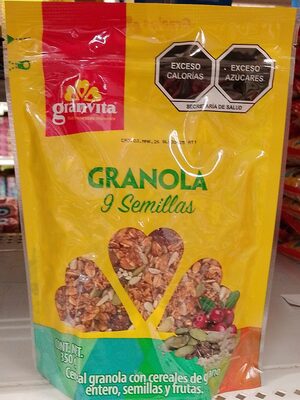 granvita
EXCESO
CALORÍAS
EXCESO
AZÚCARES
SECRETARÍA DE SALUD
GRANOLA
9 Semillas
CONT. NT.
350
Cereal granola con cereales de grano
entero, semillas y frutas.